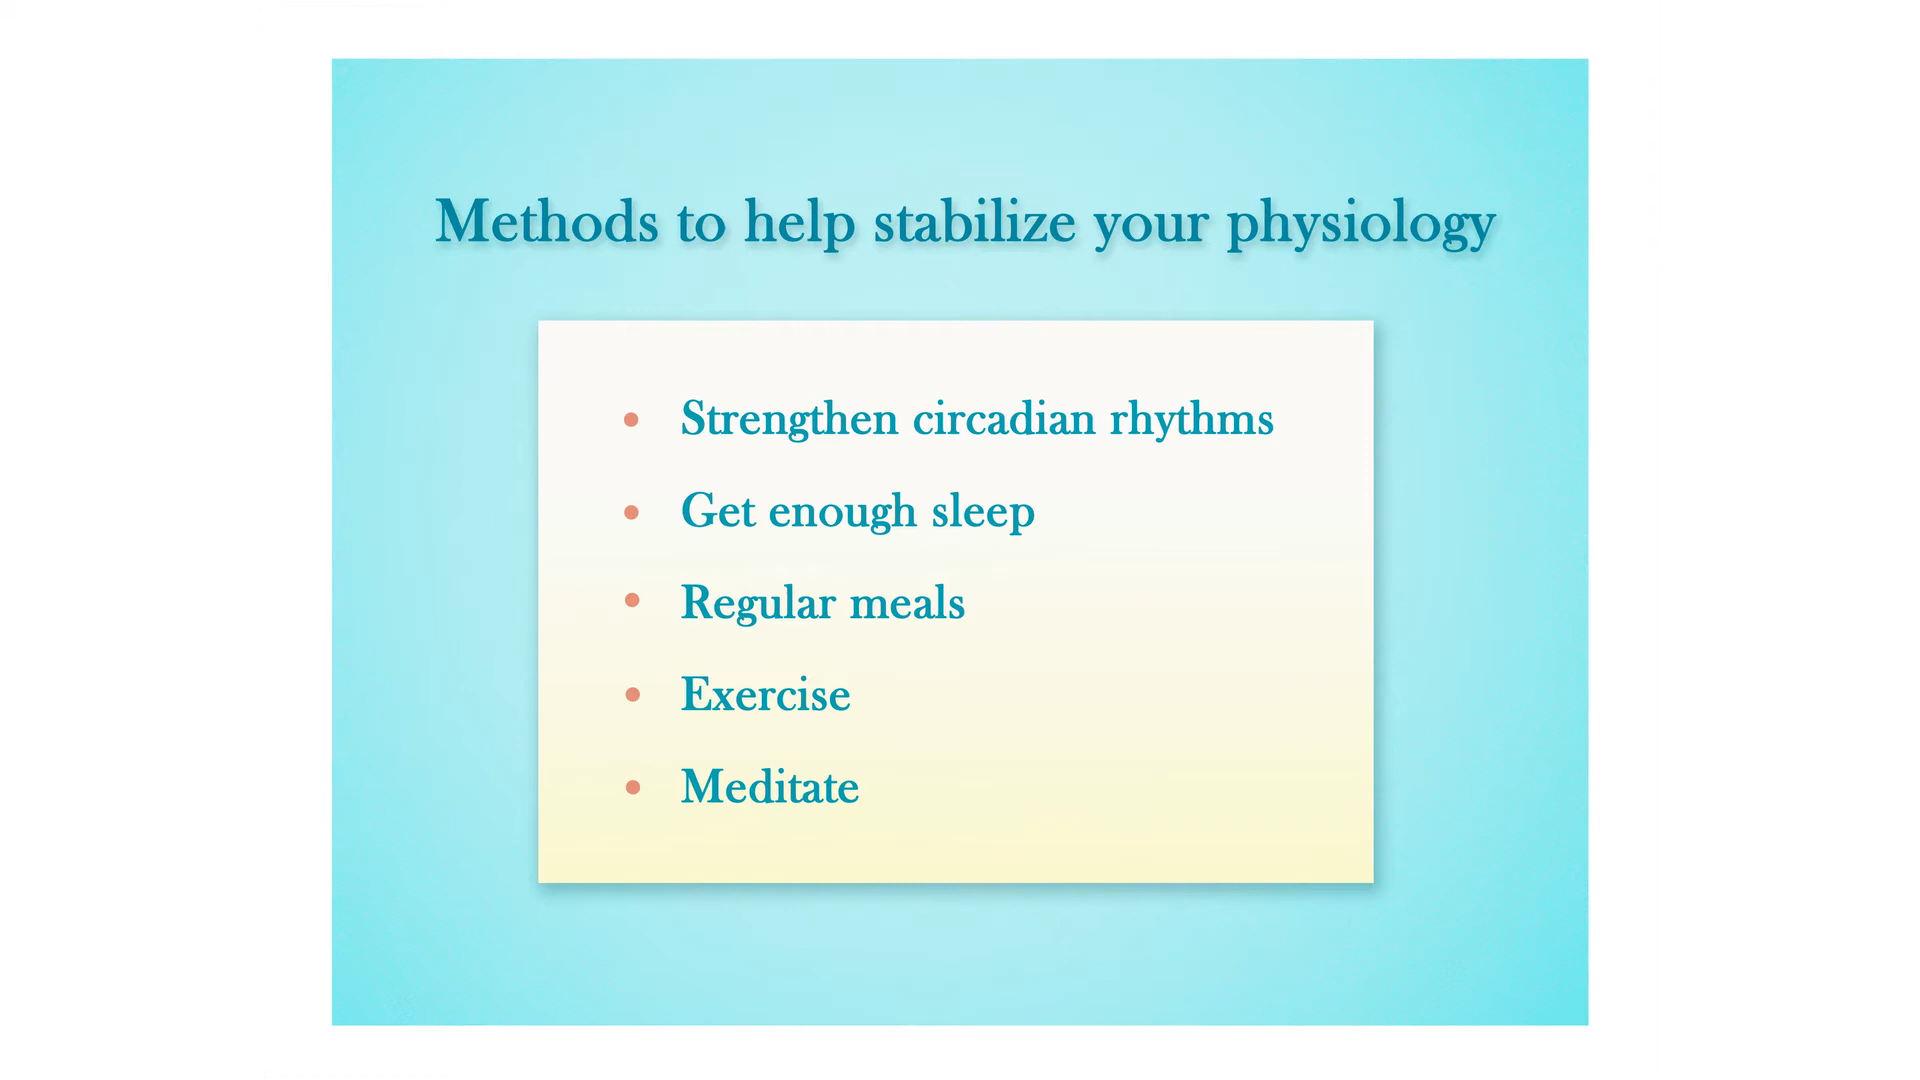 Methods to help stabilize your physiology
• Strengthen circadian rhythms
• Get enough sleep
• Regular meals
• Exercise
• Meditate